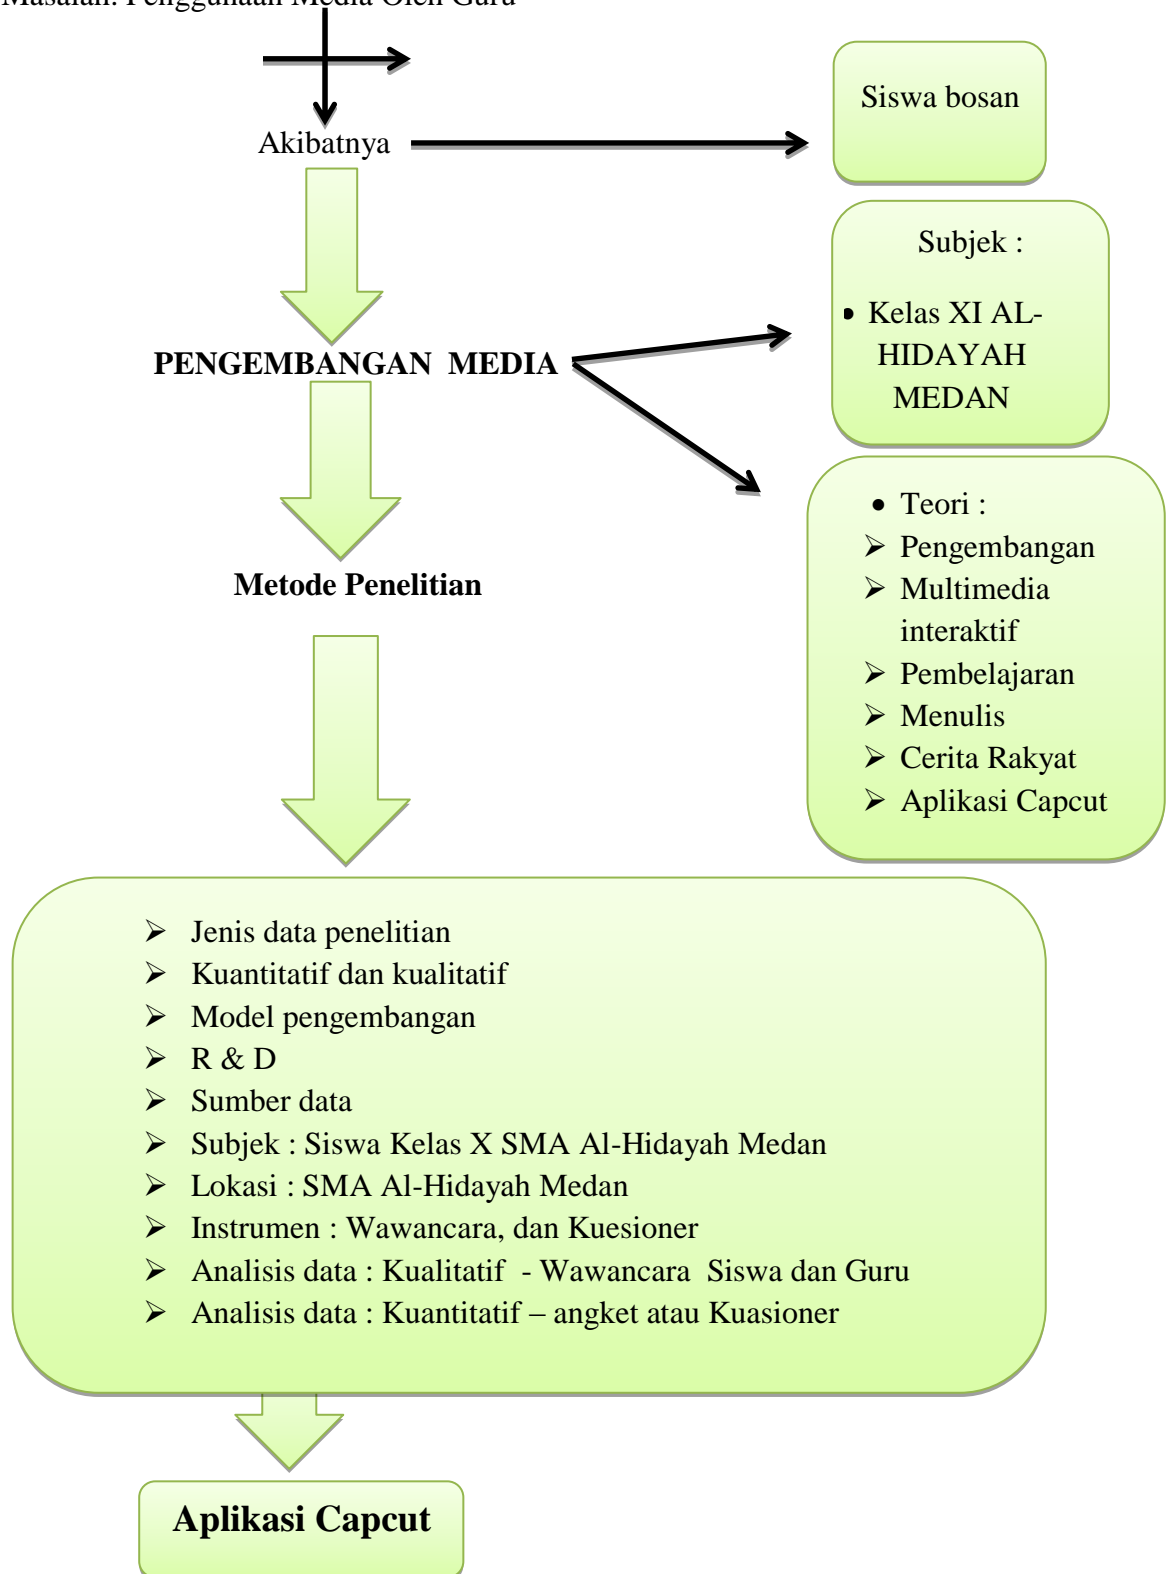 Masalah: Penggunaan Media Oleh Guru
Siswa bosan
Akibatnya
Subjek :
• Kelas XI AL-
HIDAYAH
MEDAN
PENGEMBANGAN MEDIA
• Teori :
➢ Pengembangan
➢ Multimedia
interaktif
➢ Pembelajaran
➢ Menulis
➢ Cerita Rakyat
➢ Aplikasi Capcut
Metode Penelitian
➢ Jenis data penelitian
➢ Kuantitatif dan kualitatif
➢ Model pengembangan
➢ R & D
➢ Sumber data
➢ Subjek : Siswa Kelas X SMA Al-Hidayah Medan
➢ Lokasi : SMA Al-Hidayah Medan
➢ Instrumen : Wawancara, dan Kuesioner
➢ Analisis data : Kualitatif - Wawancara Siswa dan Guru
➢ Analisis data : Kuantitatif – angket atau Kuasioner
Aplikasi Capcut